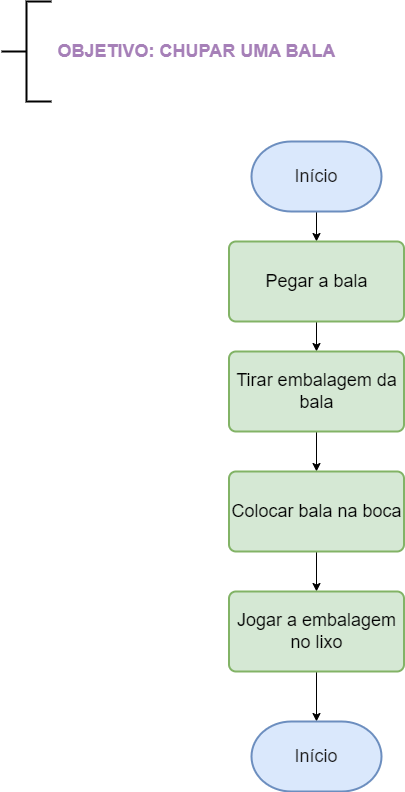 OBJETIVO: CHUPAR UMA BALA
Início
Pegar a bala
Tirar embalagem da
bala
Colocar bala na boca
Jogar a embalagem
no lixo
Início